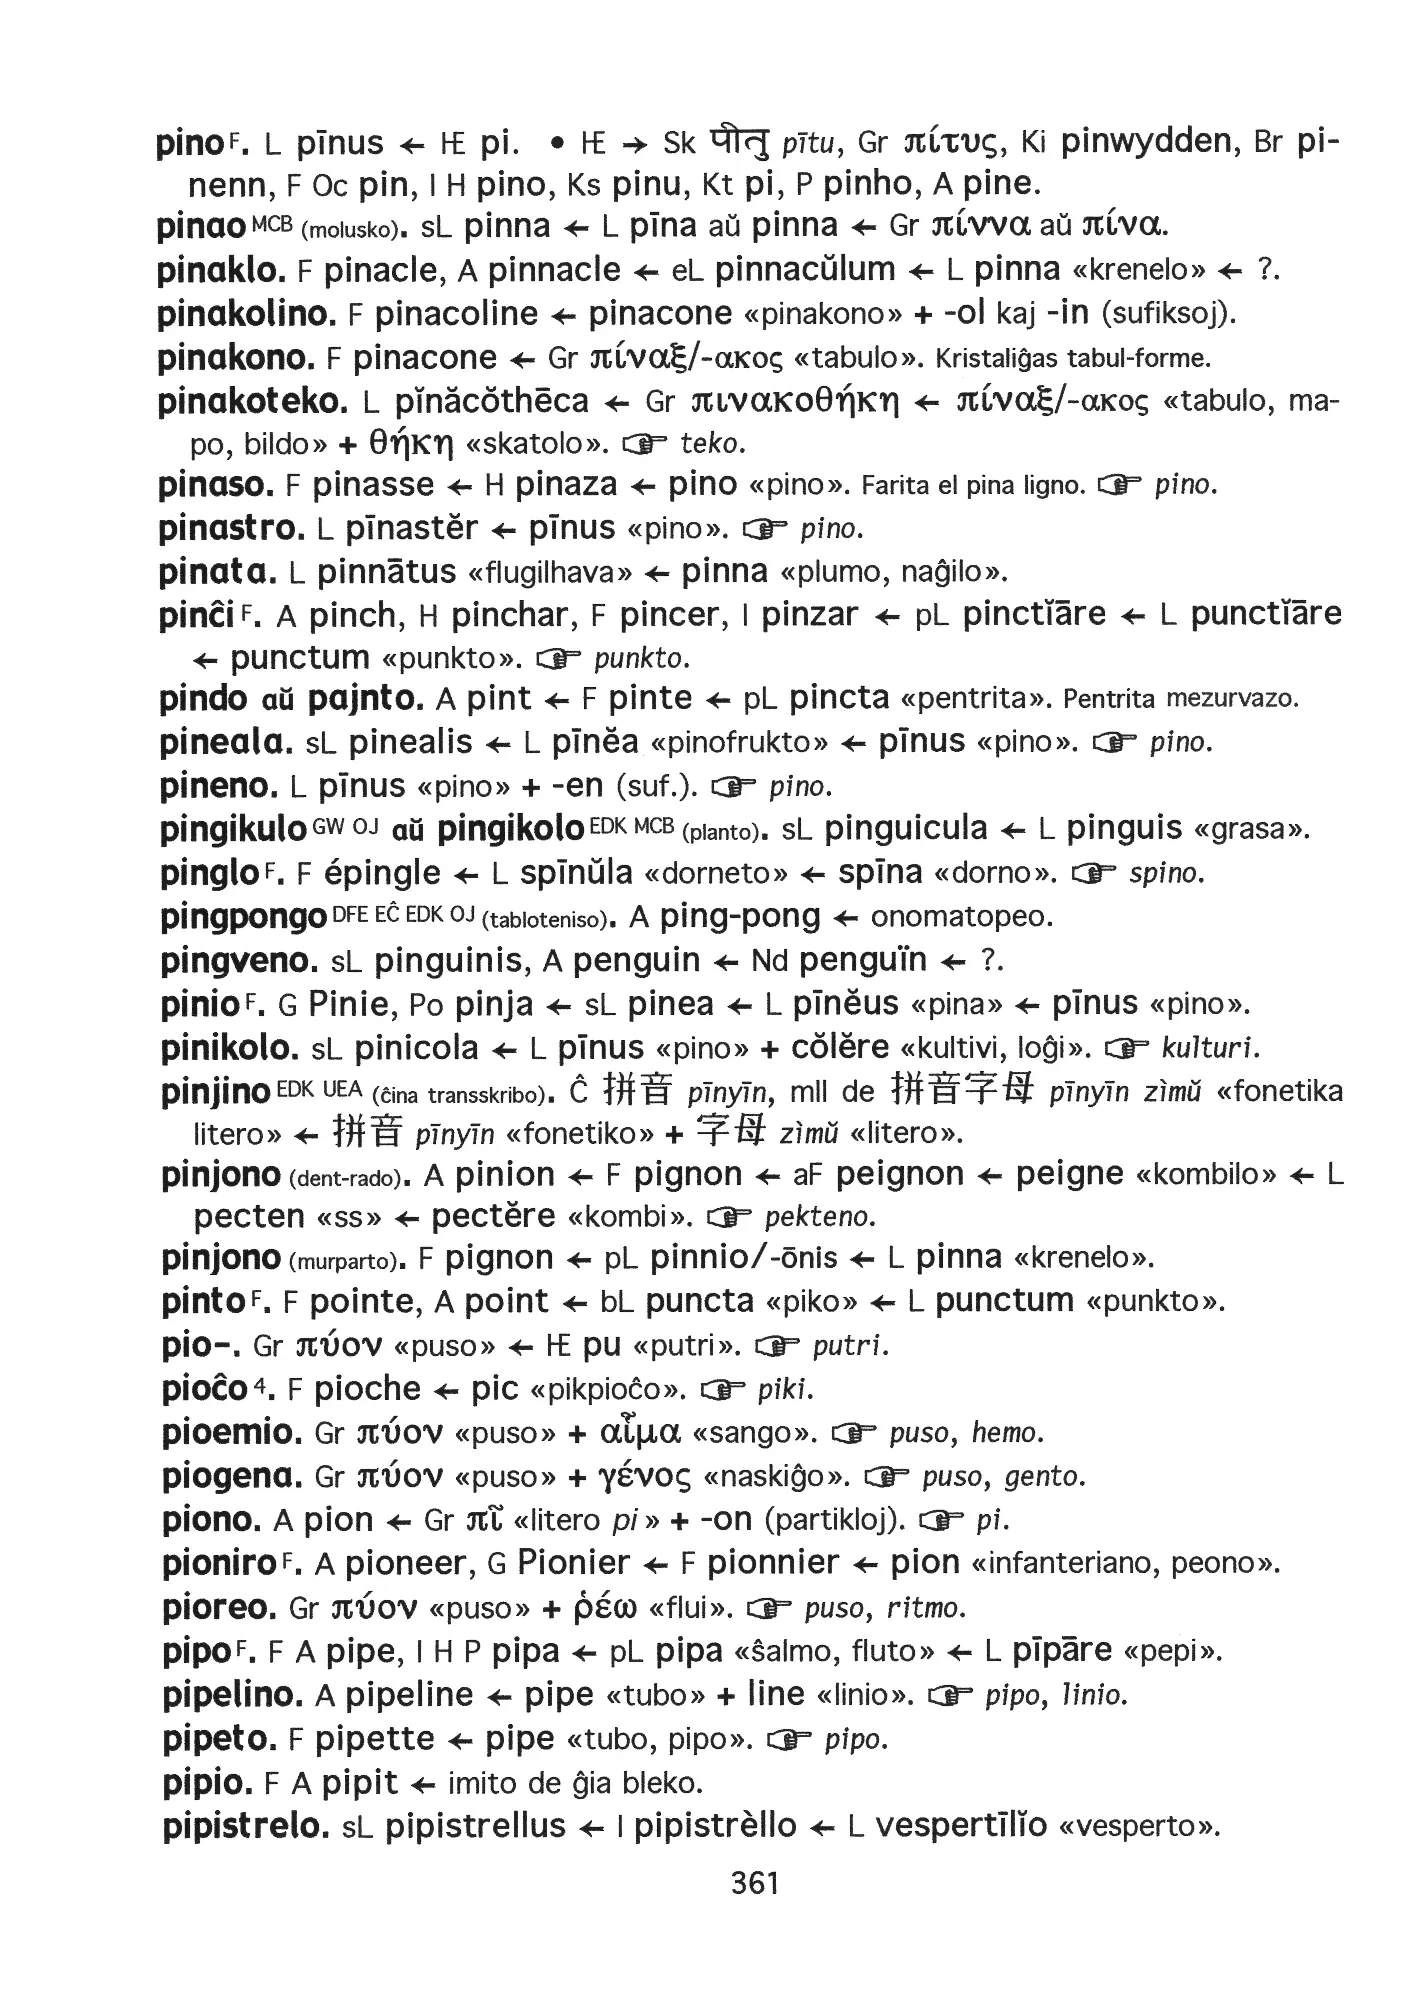 pino F. L pīnus ← IE pi. • IE → Sk पीतु pītu, Gr πίτυς, Ki pinwydden, Br pi-
nenn, F Oc pin, I H pino, Ks pinu, Kt pi, P pinho, A pine.
pinao MCB (molusko). sL pinna ← L pīna aŭ pinna ← Gr πίννα aŭ πίνα.
pinaklo. F pinacle, A pinnacle ← eL pinnacŭlum ← L pinna «krenelo» ← ?.
pinakolino. F pinacoline ← pinacone «pinakono» + -ol kaj -in (sufiksoj).
pinakono. F pinacone ← Gr πίναξ/-ακος «tabulo». Kristaliĝas tabul-forme.
pinakoteko. L pĭnăcŏthēca ← Gr πινακοθήκη ← πίναξ/-ακος «tabulo, ma-
po, bildo» + θήκη «skatolo». ☞ teko.
pinaso. F pinasse ← H pinaza ← pino «pino». Farita el pina ligno. ☞ pino.
pinastro. L pīnastĕr ← pīnus «pino». ☞ pino.
pinata. L pinnātus «flugilhava» ← pinna «plumo, naĝilo».
pinĉi F. A pinch, H pinchar, F pincer, I pinzar ← pL pinctĭāre ← L punctĭāre
← punctum «punkto». ☞ punkto.
pindo aŭ pajnto. A pint ← F pinte ← pL pincta «pentrita». Pentrita mezurvazo.
pineala. sL pinealis ← L pīnĕa «pinofrukto» ← pīnus «pino». ☞ pino.
pineno. L pīnus «pino» + -en (suf.). ☞ pino.
pingikulo GW OJ aŭ pingikolo EDK MCB (planto). sL pinguicula ← L pinguis «grasa».
pinglo F. F épingle ← L spīnŭla «dorneto» ← spīna «dorno». ☞ spino.
pingpongo DFE EĈ EDK OJ (tabloteniso). A ping-pong ← onomatopeo.
pingveno. sL pinguinis, A penguin ← Nd penguïn ← ?.
pinio F. G Pinie, Po pinja ← sL pinea ← L pīnĕus «pina» ← pīnus «pino».
pinikolo. sL pinicola ← L pīnus «pino» + cŏlĕre «kultivi, loĝi». ☞ kulturi.
pinjino EDK UEA (ĉina transskribo). Ĉ 拼音 pīnyīn, mll de 拼音字母 pīnyīn zìmŭ «fonetika
litero» ← 拼音 pīnyīn «fonetiko» + 字母 zìmŭ «litero».
pinjono (dent-rado). A pinion ← F pignon ← aF peignon ← peigne «kombilo» ← L
pecten «ss» ← pectĕre «kombi». ☞ pekteno.
pinjono (murparto). F pignon ← pL pinnio/-ōnis ← L pinna «krenelo».
pinto F. F pointe, A point ← bL puncta «piko» ← L punctum «punkto».
pio-. Gr πύον «puso» ← IE pu «putri». ☞ putri.
pioĉo 4. F pioche ← pic «pikpioĉo». ☞ piki.
pioemio. Gr πύον «puso» + αἷμα «sango». ☞ puso, hemo.
piogena. Gr πύον «puso» + γένος «naskiĝo». ☞ puso, gento.
piono. A pion ← Gr πῖ «litero pi» + -on (partikloj). ☞ pi.
pioniro F. A pioneer, G Pionier ← F pionnier ← pion «infanteriano, peono».
pioreo. Gr πύον «puso» + ῥέω «flui». ☞ puso, ritmo.
pipo F. F A pipe, I H P pipa ← pL pipa «ŝalmo, fluto» ← L pīpāre «pepi».
pipelino. A pipeline ← pipe «tubo» + line «linio». ☞ pipo, linio.
pipeto. F pipette ← pipe «tubo, pipo». ☞ pipo.
pipio. F A pipit ← imito de ĝia bleko.
pipistrelo. sL pipistrellus ← I pipistrèllo ← L vespertīlĭo «vesperto».
361